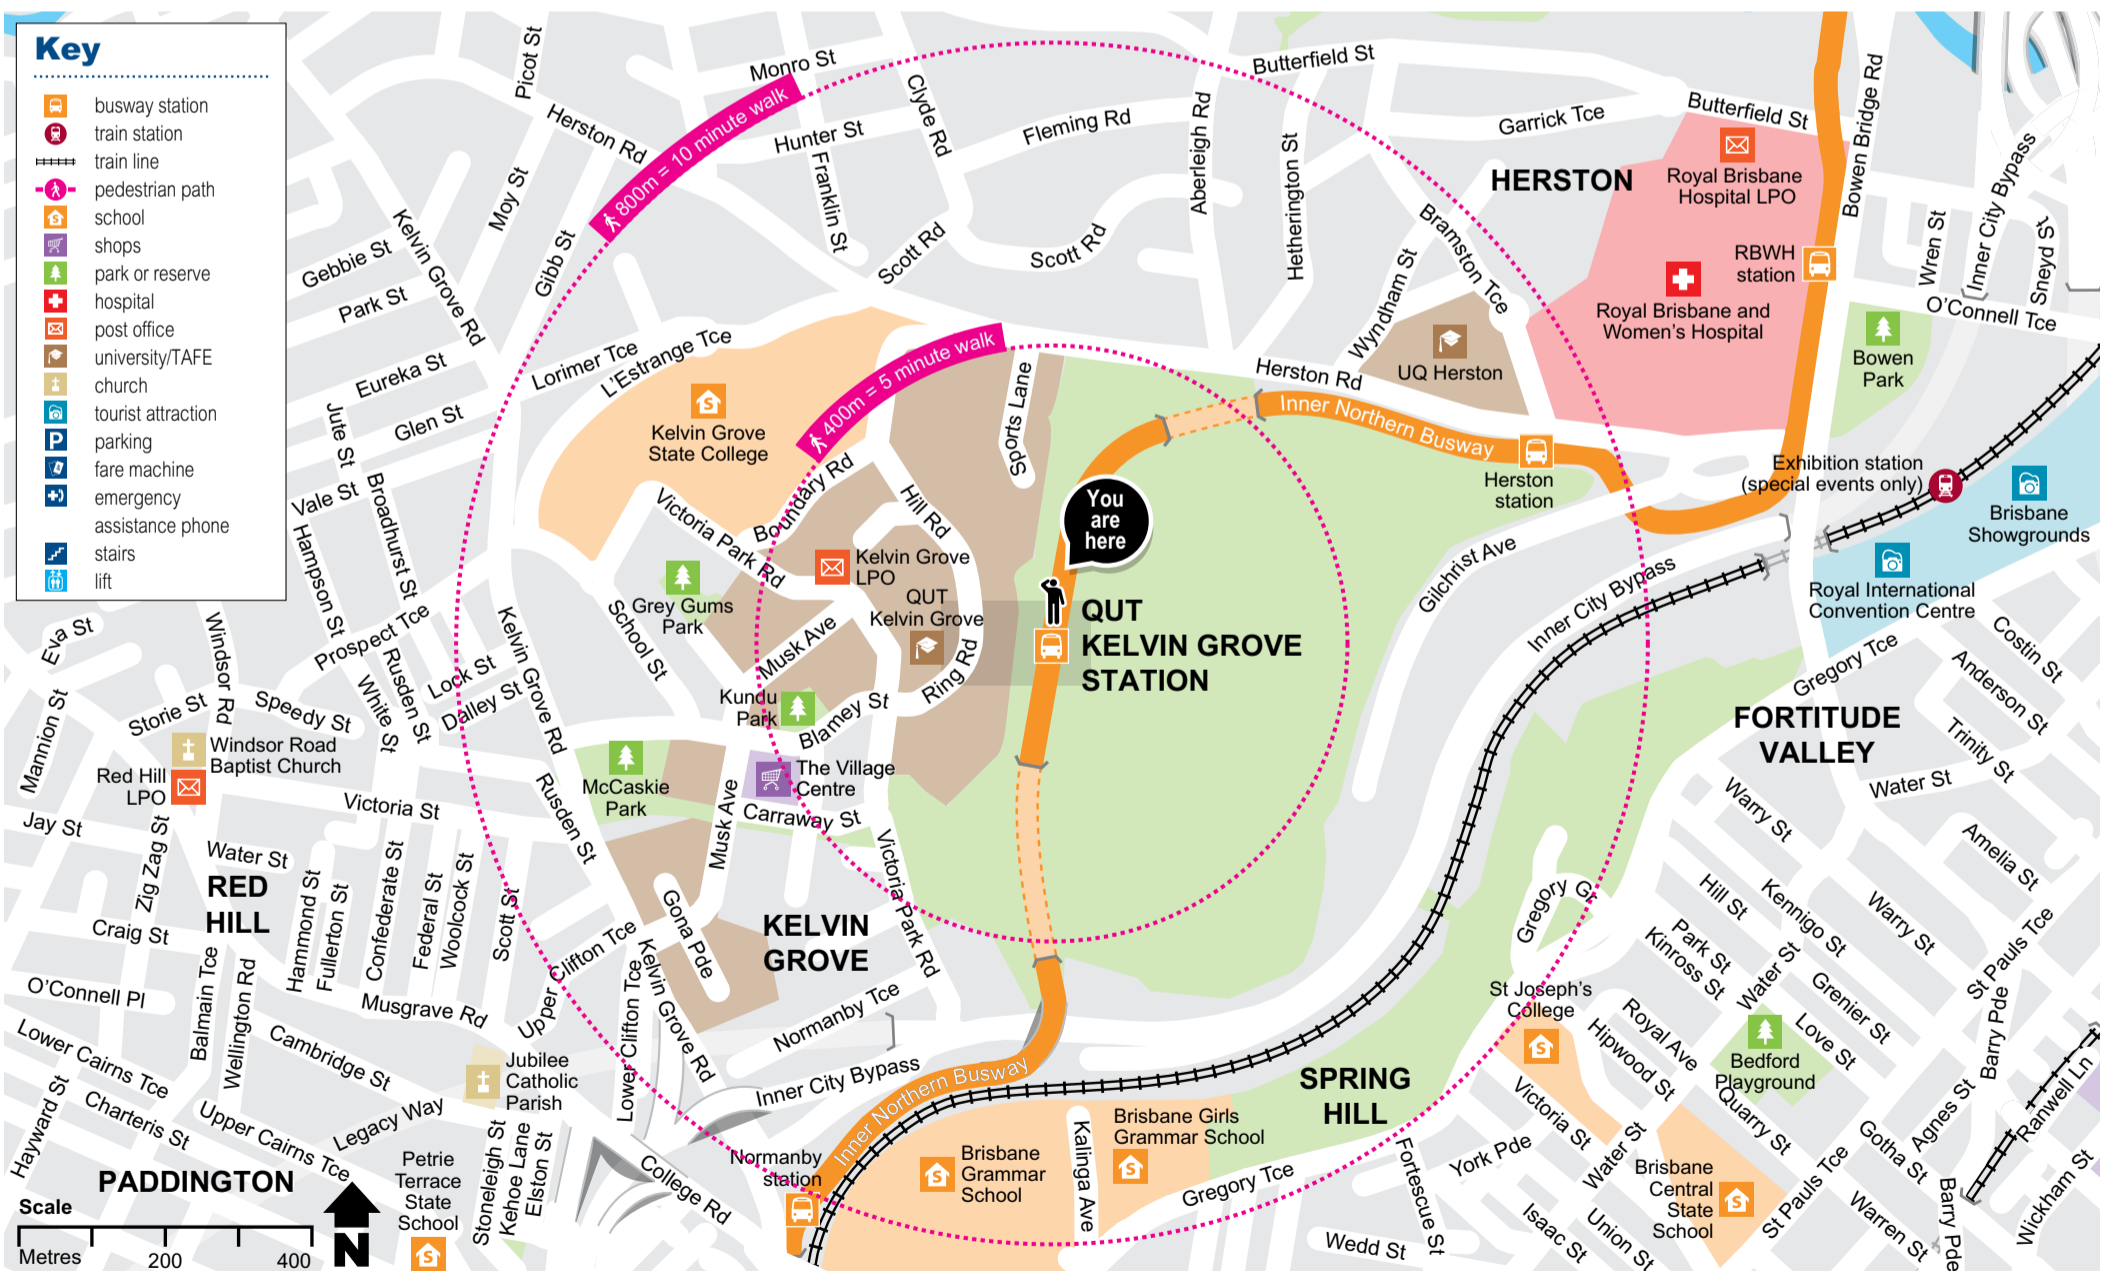 Key
busway station
train station
train line
pedestrian path
school
shops
park or reserve
hospital
post office
university/TAFE
church
tourist attraction
parking
fare machine
emergency
assistance phone
stairs
lift
Picot St
Monro St
Butterfield St
Herston Rd
800m = 10 minute walk
Hunter St
Clyde Rd
Fleming Rd
Aberleigh Rd
Garrick Tce
Butterfield St
Bowen Bridge Rd
Inner City Bypass
Moy St
Franklin St
Hetherington St
HERSTON
Royal Brisbane
Hospital LPO
Gebbie St
Kelvin Grove Rd
Gibb St
Scott Rd
Scott Rd
Wyndham St
Bramston Tce
RBWH
station
Wren St
Sneyd St
Park St
Royal Brisbane and
Women's Hospital
O'Connell Tce
Lorimer Tce
L'Estrange Tce
400m = 5 minute walk
Eureka St
Sports Lane
Herston Rd
UQ Herston
Bowen
Park
Jute St
Glen St
Kelvin Grove
State College
Inner Northern Busway
Vale St
Broadhurst St
Boundary Rd
Hill Rd
You
are
here
Herston
station
Exhibition station
(special events only)
Brisbane
Showgrounds
Victoria Park Rd
Hampson St
Kelvin Grove
LPO
Gilchrist Ave
Inner City Bypass
Royal International
Convention Centre
Grey Gums
Park
QUT
Kelvin Grove
QUT
KELVIN GROVE
STATION
Eva St
Windsor Rd
Prospect Tce
School St
Musk Ave
Ring Rd
Gregory Tce
Costin St
Anderson St
Lock St
Rusden St
White St
Dalley St
Kelvin Grove Rd
Kundu
Park
Blamey St
FORTITUDE
VALLEY
Trinity St
Mannion St
Storie St
Speedy St
Windsor Road
Baptist Church
Red Hill
LPO
McCaskie
Park
The Village
Centre
Water St
Warry St
Jay St
Zig Zag St
Victoria St
Rusden St
Musk Ave
Carraway St
Victoria Park Rd
Amelia St
Water St
RED
HILL
Hammond St
Fullerton St
Confederate St
Federal St
Woolcock St
Scott St
Gona Pde
KELVIN
GROVE
Gregory
Hill St
Kennigo St
Warry St
Craig St
Upper Clifton Tce
Kelvin Grove Rd
Park St
Kinross St
Water St
Grenier St
St Pauls Tce
O'Connell Pl
Balmain Tce
Wellington Rd
Musgrave Rd
Lower Clifton Tce
Normanby Tce
St Joseph's
College
Royal Ave
Hipwood St
Love St
Barry Pde
Lower Cairns Tce
Cambridge St
Jubilee
Catholic
Parish
Inner City Bypass
Inner Northern Busway
SPRING
HILL
Bedford
Playground
Ranwell Ln
Hayward St
Charteris St
Upper Cairns Tce
Legacy Way
Brisbane Girls
Grammar School
Victoria St
Quarry St
Agnes St
Gotha St
PADDINGTON
Petrie
Terrace
State
School
Stoneleigh St
Kehoe Lane
Elston St
College Rd
Normanby
station
Brisbane
Grammar
School
Kalinga Ave
Gregory Tce
Fortescue St
York Pde
Water St
Brisbane
Central
State
School
St Pauls Tce
Warren St
Barry Pde
Wickham St
Wedd St
Isaac St
Union St
Scale
Metres
200
400
N